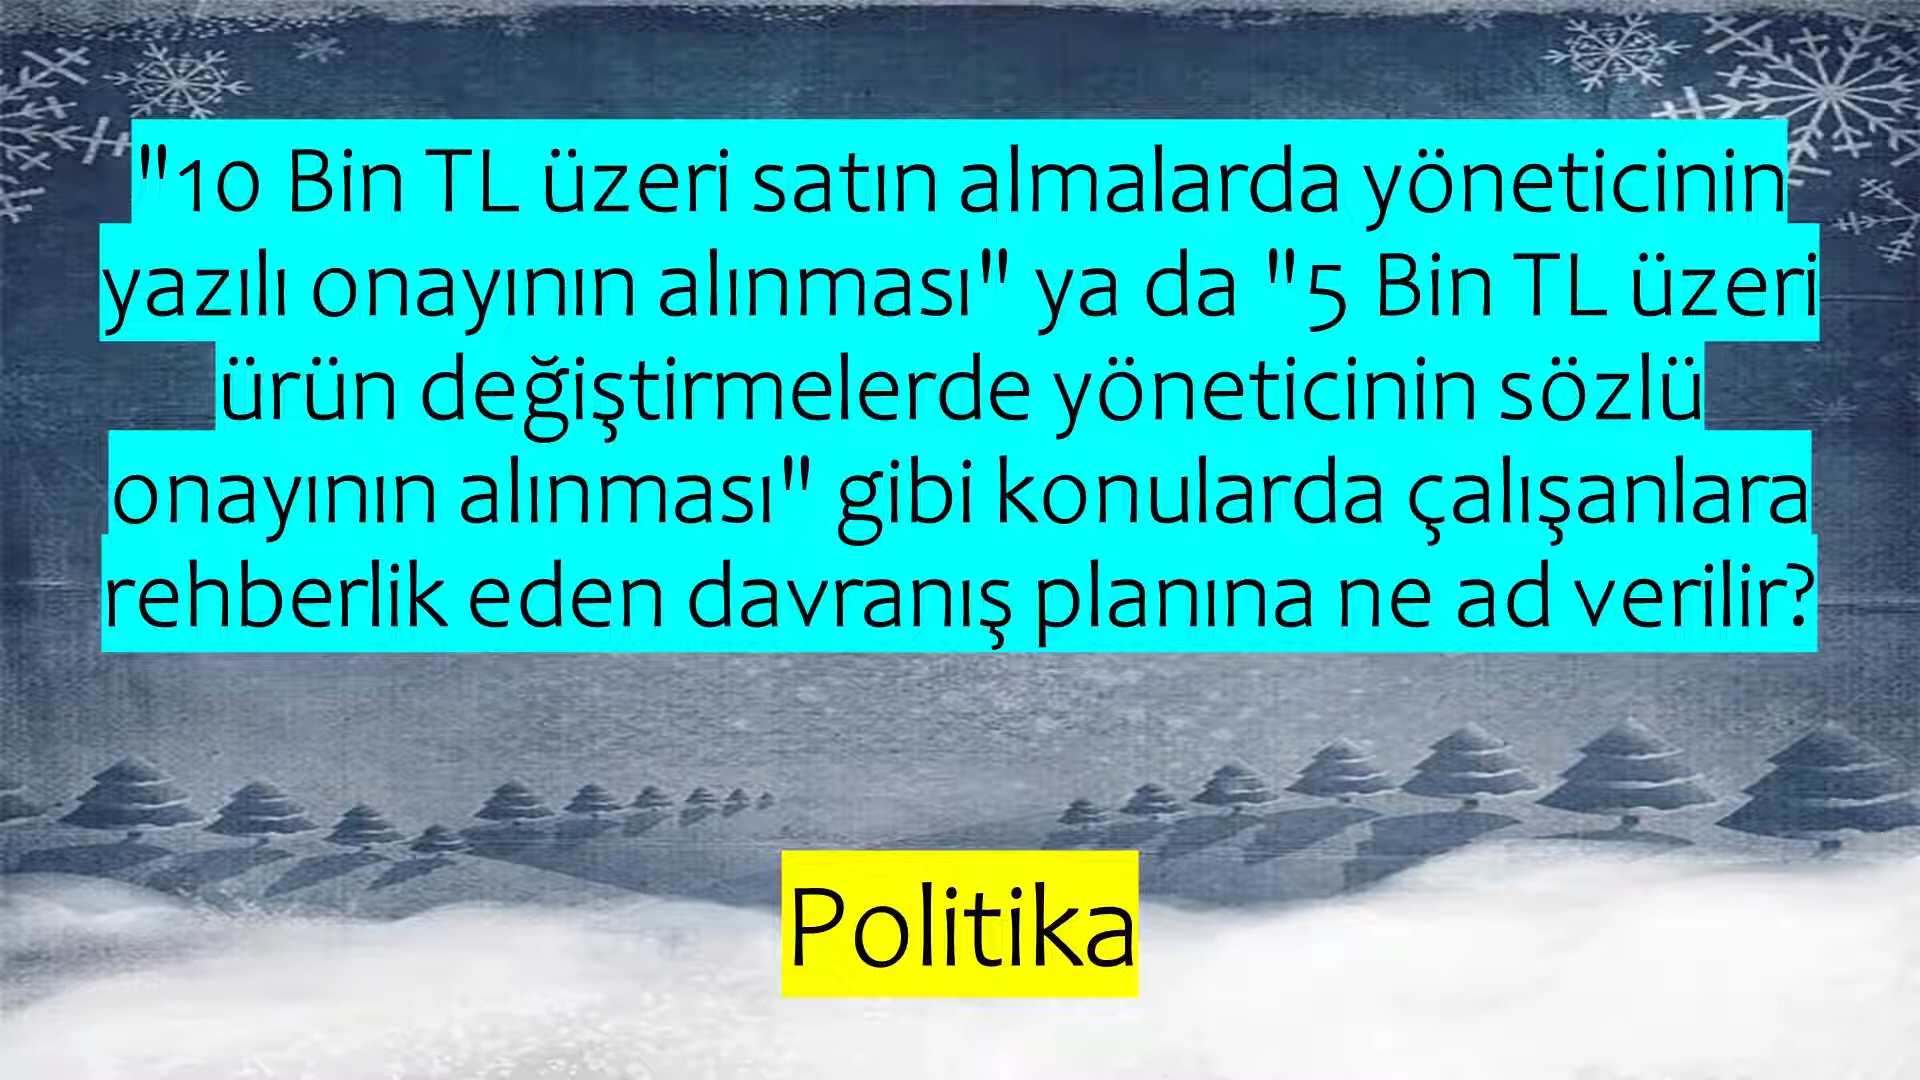 "10 Bin TL üzeri satın almalarda yöneticinin
yazılı onayının alınması" ya da "5 Bin TL üzeri
ürün değiştirmelerde yöneticinin sözlü
onayının alınması" gibi konularda çalışanlara
rehberlik eden davranış planına ne ad verilir?
Politika